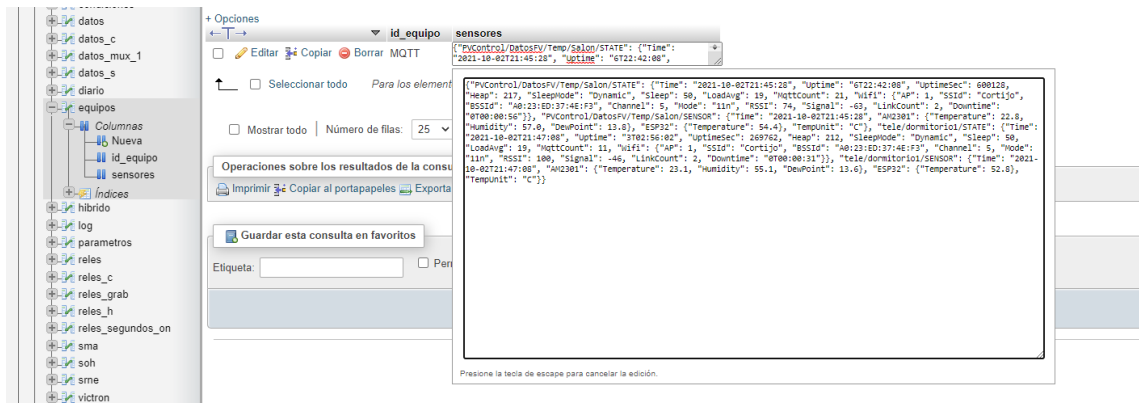 datos
datos_c
datos_mux_1
datos_s
diario
equipos
Columnas
Nueva
id_equipo
sensores
Índices
hibrido
log
parametros
reles
reles_c
reles_grab
reles_h
reles_segundos_on
sma
soh
srne
victron
+ Opciones
←T→ id_equipo sensores
Editar Copiar Borrar MQTT {"PVControl/DatosFV/Temp/Salon/STATE": {"Time":
"2021-10-02T21:45:28", "Uptime": "6T22:42:08",
Seleccionar todo Para los element
Mostrar todo Número de filas: 25
Operaciones sobre los resultados de la consu
Imprimir Copiar al portapapeles Exporta
Guardar esta consulta en favoritos
Etiqueta: Pern
{"PVControl/DatosFV/Temp/Salon/STATE": {"Time": "2021-10-02T21:45:28", "Uptime": "6T22:42:08", "UptimeSec": 600128,
"Heap": 217, "SleepMode": "Dynamic", "Sleep": 50, "LoadAvg": 19, "MqttCount": 21, "Wifi": {"AP": 1, "SSId": "Cortijo",
"BSSId": "A0:23:ED:37:4E:F3", "Channel": 5, "Mode": "11n", "RSSI": 74, "Signal": -63, "LinkCount": 2, "Downtime":
"0T00:00:56"}}, "PVControl/DatosFV/Temp/Salon/SENSOR": {"Time": "2021-10-02T21:45:28", "AM2301": {"Temperature": 22.8,
"Humidity": 57.0, "DewPoint": 13.8}, "ESP32": {"Temperature": 54.4}, "TempUnit": "C"}, "tele/dormitorio1/STATE": {"Time":
"2021-10-02T21:47:08", "Uptime": "3T02:56:02", "UptimeSec": 269762, "Heap": 212, "SleepMode": "Dynamic", "Sleep": 50,
"LoadAvg": 19, "MqttCount": 11, "Wifi": {"AP": 1, "SSId": "Cortijo", "BSSId": "A0:23:ED:37:4E:F3", "Channel": 5, "Mode":
"11n", "RSSI": 100, "Signal": -46, "LinkCount": 2, "Downtime": "0T00:00:31"}}, "tele/dormitorio1/SENSOR": {"Time": "2021-
10-02T21:47:08", "AM2301": {"Temperature": 23.1, "Humidity": 55.1, "DewPoint": 13.6}, "ESP32": {"Temperature": 52.8},
"TempUnit": "C"}}
Presione la tecla de escape para cancelar la edición.